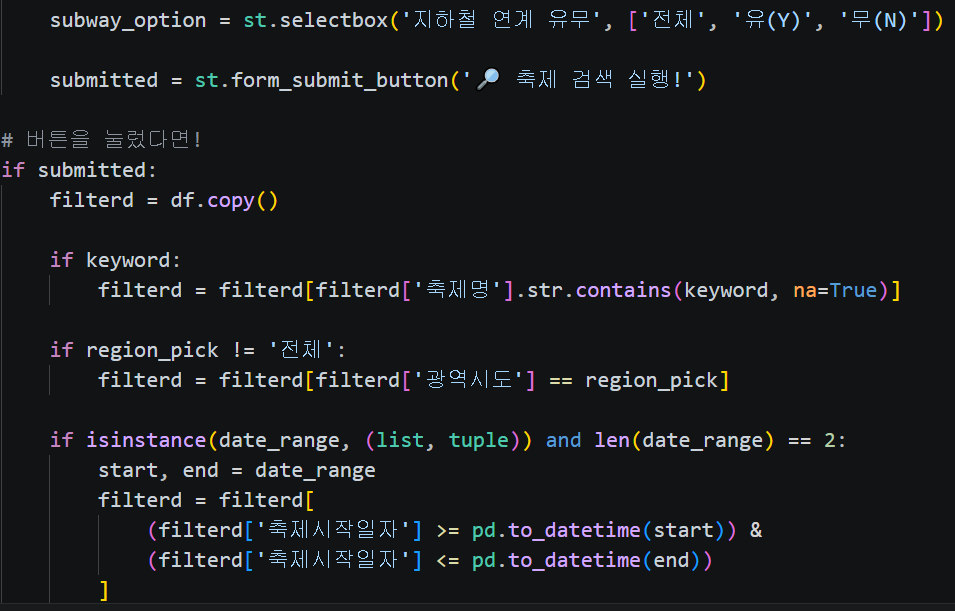 subway_option = st.selectbox('지하철 연계 유무', ['전체', '유(Y)', '무(N)'])
submitted = st.form_submit_button('🔎 축제 검색 실행!')
# 버튼을 눌렀다면!
if submitted:
filterd = df.copy()
if keyword:
filterd = filterd[filterd['축제명'].str.contains(keyword, na=True)]
if region_pick != '전체':
filterd = filterd[filterd['광역시도'] == region_pick]
if isinstance(date_range, (list, tuple)) and len(date_range) == 2:
start, end = date_range
filterd = filterd[
(filterd['축제시작일자'] >= pd.to_datetime(start)) &
(filterd['축제시작일자'] <= pd.to_datetime(end))
]